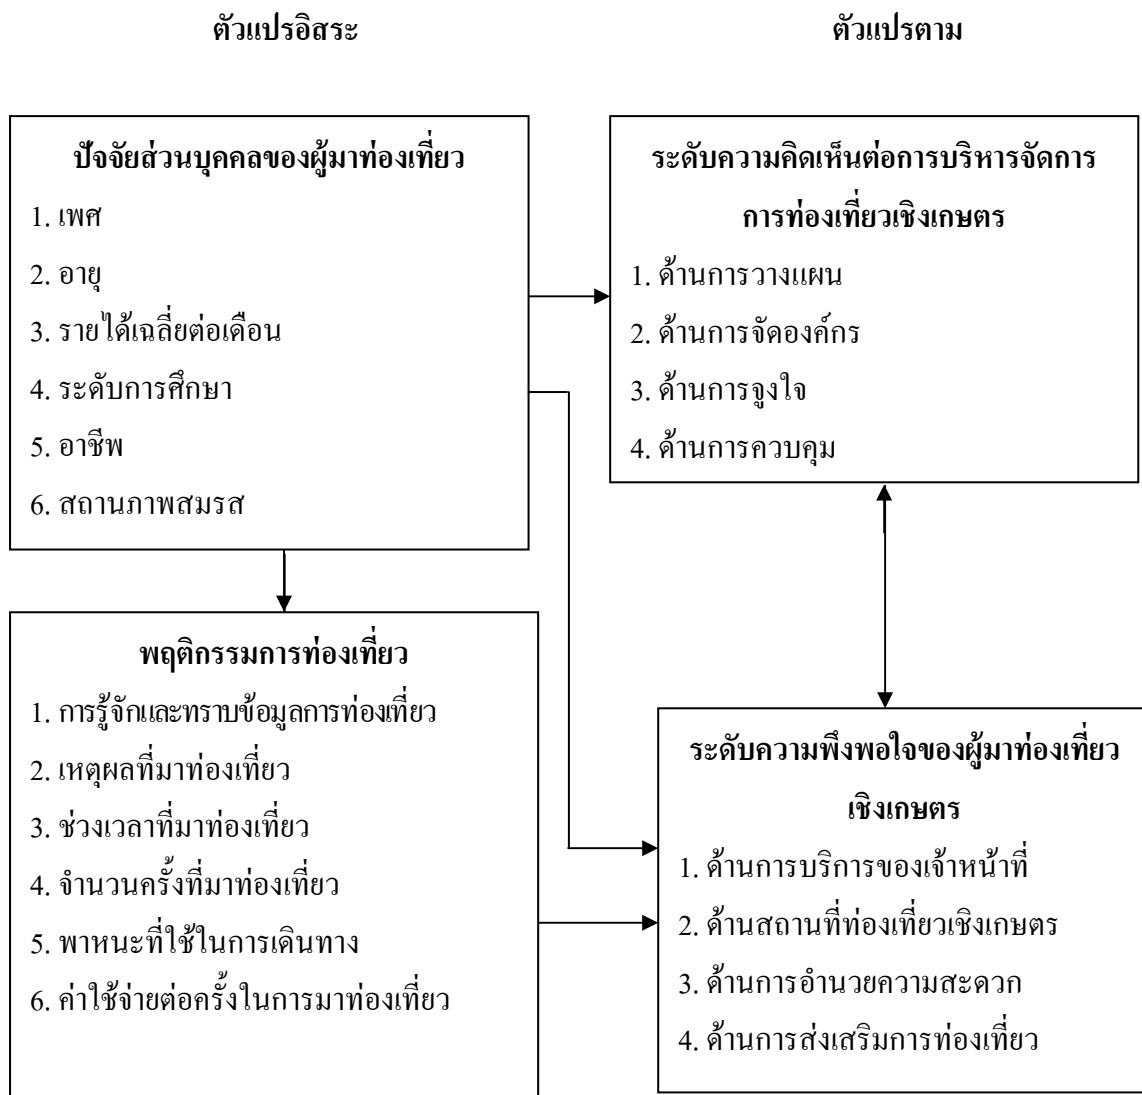 ตัวแปรอิสระ
ตัวแปรตาม
ปัจจัยส่วนบุคคลของผู้มาท่องเที่ยว
1. เพศ
2. อายุ
3. รายได้เฉลี่ยต่อเดือน
4. ระดับการศึกษา
5. อาชีพ
6. สถานภาพสมรส
ระดับความคิดเห็นต่อการบริหารจัดการ
การท่องเที่ยวเชิงเกษตร
1. ด้านการวางแผน
2. ด้านการจัดองค์กร
3. ด้านการจูงใจ
4. ด้านการควบคุม
พฤติกรรมการท่องเที่ยว
1. การรู้จักและทราบข้อมูลการท่องเที่ยว
2. เหตุผลที่มาท่องเที่ยว
3. ช่วงเวลาที่มาท่องเที่ยว
4. จำนวนครั้งที่มาท่องเที่ยว
5. พาหนะที่ใช้ในการเดินทาง
6. ค่าใช้จ่ายต่อครั้งในการมาท่องเที่ยว
ระดับความพึงพอใจของผู้มาท่องเที่ยว
เชิงเกษตร
1. ด้านการบริการของเจ้าหน้าที่
2. ด้านสถานที่ท่องเที่ยวเชิงเกษตร
3. ด้านการอำนวยความสะดวก
4. ด้านการส่งเสริมการท่องเที่ยว